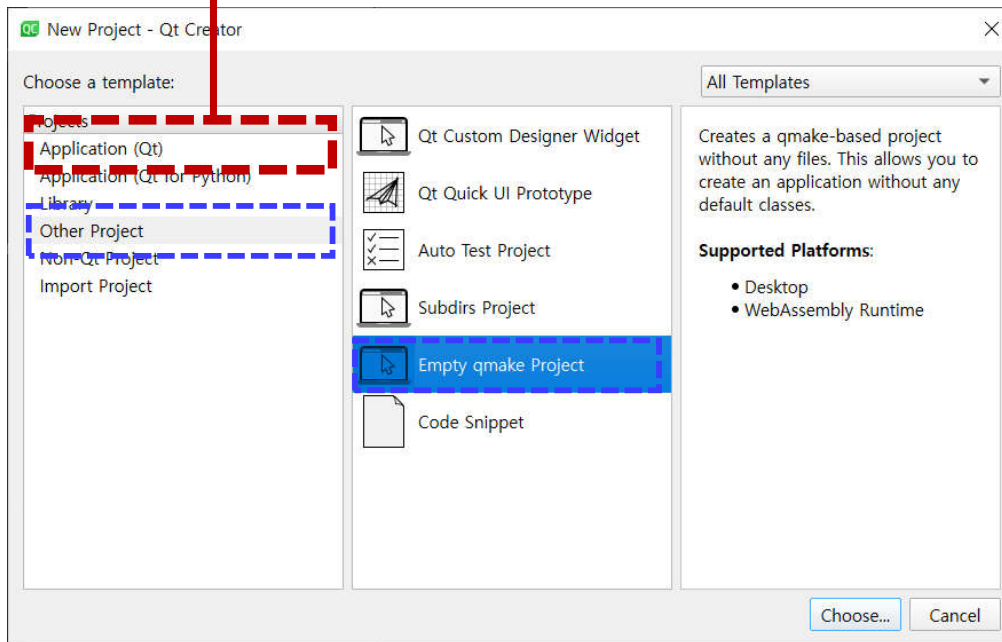 New Project - Qt Creator
Choose a template:
All Templates
Projects
Application (Qt)
Application (Qt for Python)
Library
Other Project
Non-Qt Project
Import Project
Qt Custom Designer Widget
Qt Quick UI Prototype
Auto Test Project
Subdirs Project
Empty qmake Project
Code Snippet
Creates a qmake-based project
without any files. This allows you to
create an application without any
default classes.
Supported Platforms:
• Desktop
• WebAssembly Runtime
Choose...
Cancel